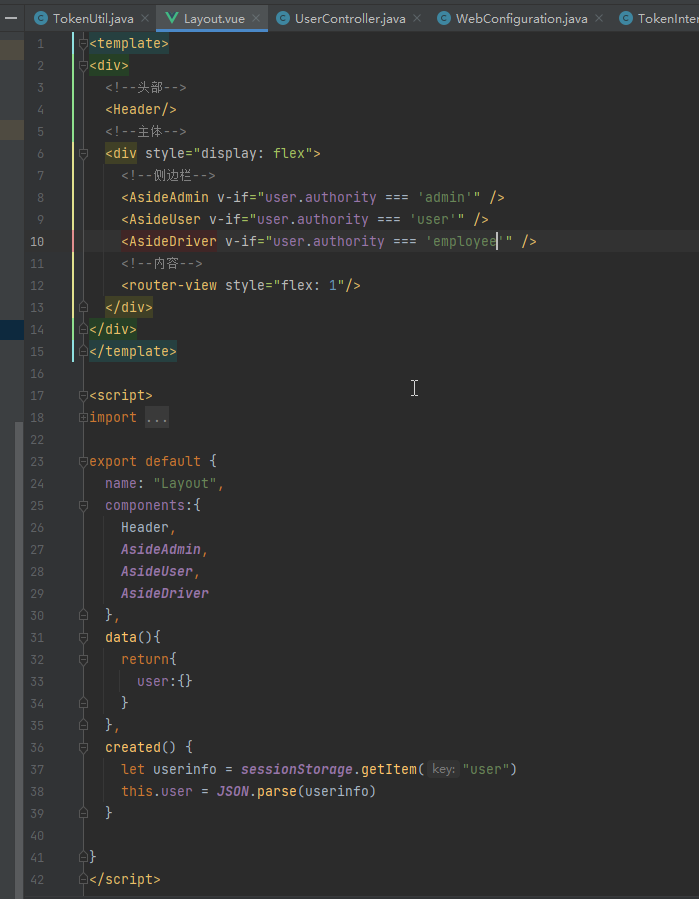 TokenUtil.java Layout.vue UserController.java WebConfiguration.java TokenInter
1 <template>
2 <div>
3 <!--头部-->
4 <Header/>
5 <!--主体-->
6 <div style="display: flex">
7 <!--侧边栏-->
8 <AsideAdmin v-if="user.authority === 'admin'" />
9 <AsideUser v-if="user.authority === 'user'" />
10 <AsideDriver v-if="user.authority === 'employee'" />
11 <!--内容-->
12 <router-view style="flex: 1"/>
13 </div>
14 </div>
15 </template>
16
17 <script>
18 import ...
22
23 export default {
24 name: "Layout",
25 components:{
26 Header,
27 AsideAdmin,
28 AsideUser,
29 AsideDriver
30 },
31 data(){
32 return{
33 user:{}
34 }
35 },
36 created() {
37 let userinfo = sessionStorage.getItem( key: "user")
38 this.user = JSON.parse(userinfo)
39 }
40
41 }
42 </script>